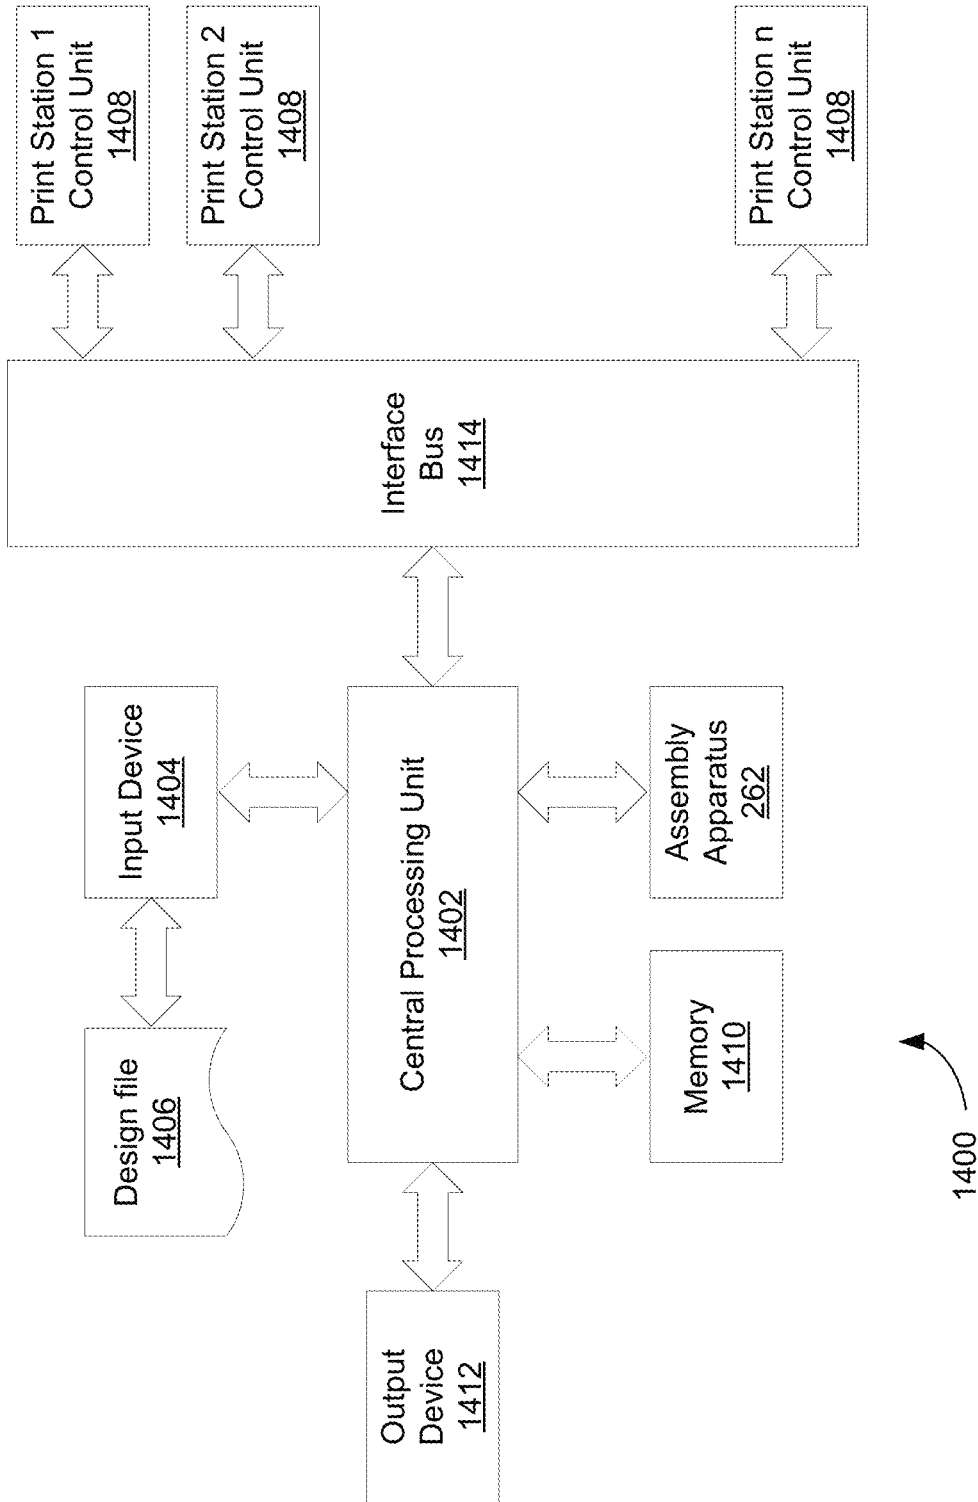 Design file
1406
Input Device
1404
Print Station 1
Control Unit
1408
Print Station 2
Control Unit
1408
Output
Device
1412
Central Processing Unit
1402
Interface
Bus
1414
Memory
1410
Assembly
Apparatus
262
Print Station n
Control Unit
1408
1400